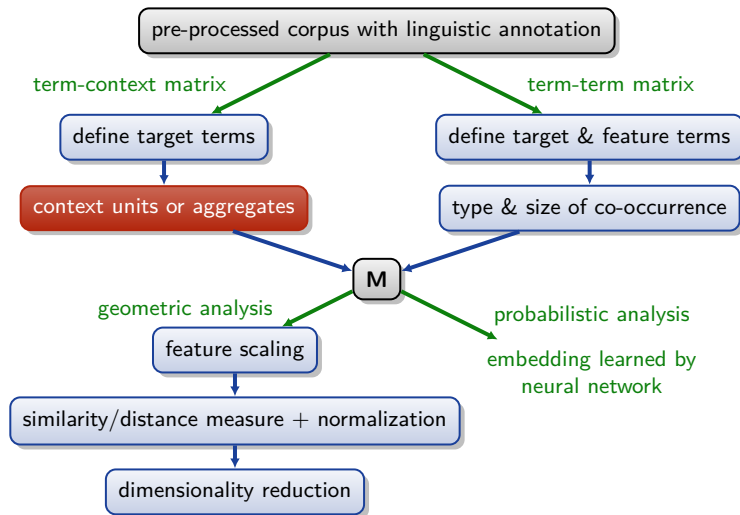 pre-processed corpus with linguistic annotation
term-context matrix
term-term matrix
define target terms
define target & feature terms
context units or aggregates
type & size of co-occurrence
M
geometric analysis
probabilistic analysis
feature scaling
embedding learned by
neural network
similarity/distance measure + normalization
dimensionality reduction